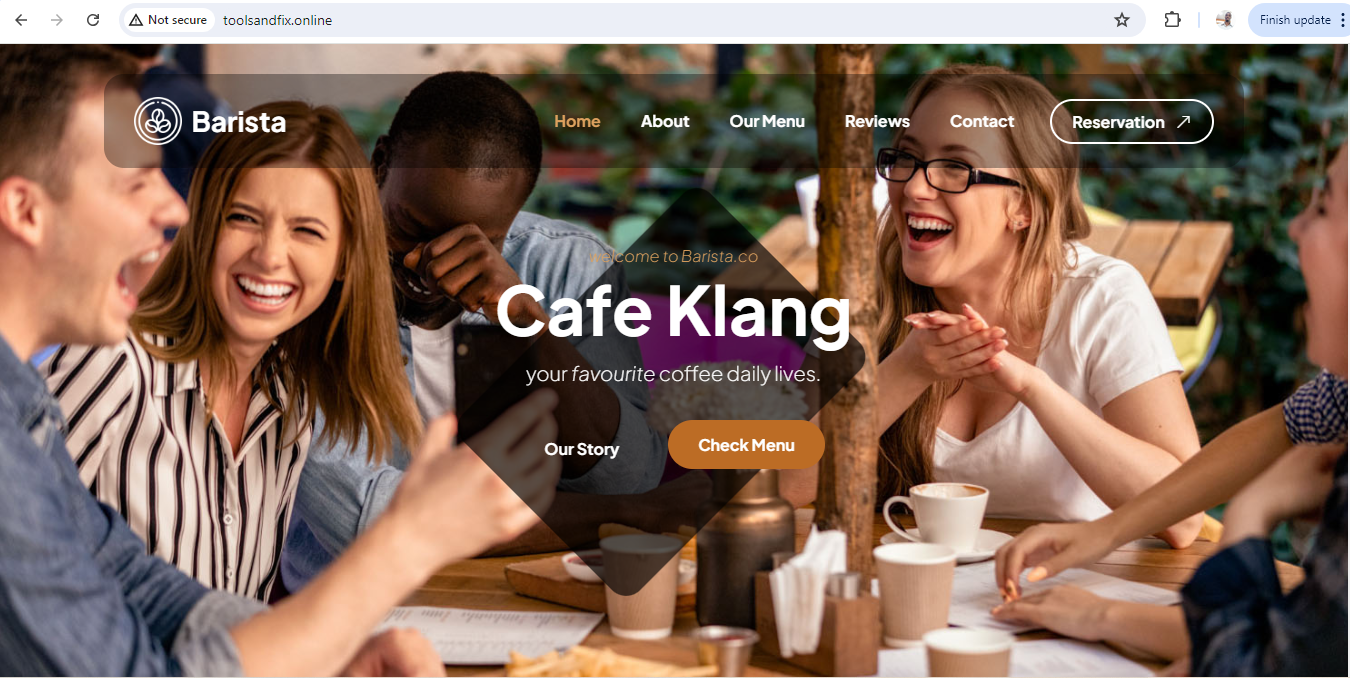 Not secure
toolsandfix.online
Finish update
Barista
Home
About
Our Menu
Reviews
Contact
Reservation
welcome to Barista.co
Cafe Klang
your favourite coffee daily lives.
Our Story
Check Menu